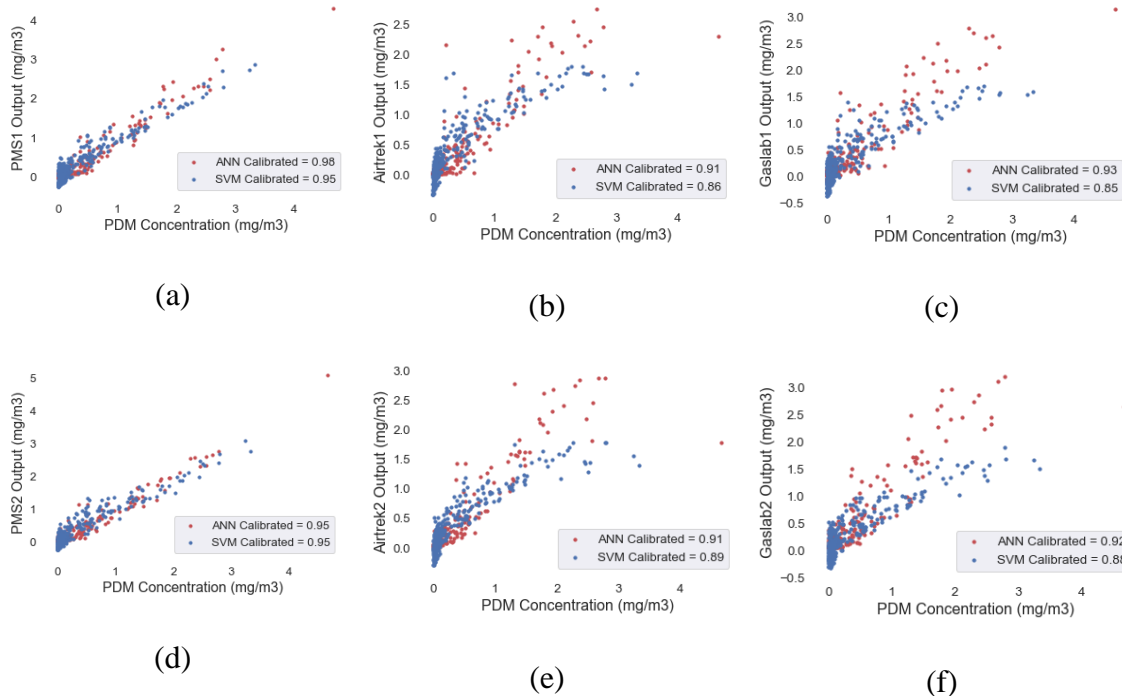 PMS1 Output (mg/m3)
4
3
2
1
0
ANN Calibrated = 0.98
SVM Calibrated = 0.95
0 1 2 3 4
PDM Concentration (mg/m3)
(a)
Airtrek1 Output (mg/m3)
2.5
2.0
1.5
1.0
0.5
0.0
ANN Calibrated = 0.91
SVM Calibrated = 0.86
0 1 2 3 4
PDM Concentration (mg/m3)
(b)
Gaslab1 Output (mg/m3)
3.0
2.5
2.0
1.5
1.0
0.5
0.0
−0.5
ANN Calibrated = 0.93
SVM Calibrated = 0.85
0 1 2 3 4
PDM Concentration (mg/m3)
(c)
PMS2 Output (mg/m3)
5
4
3
2
1
0
ANN Calibrated = 0.95
SVM Calibrated = 0.95
0 1 2 3 4
PDM Concentration (mg/m3)
(d)
Airtrek2 Output (mg/m3)
3.0
2.5
2.0
1.5
1.0
0.5
0.0
ANN Calibrated = 0.91
SVM Calibrated = 0.89
0 1 2 3 4
PDM Concentration (mg/m3)
(e)
Gaslab2 Output (mg/m3)
3.0
2.5
2.0
1.5
1.0
0.5
0.0
−0.5
ANN Calibrated = 0.92
SVM Calibrated = 0.88
0 1 2 3 4
PDM Concentration (mg/m3)
(f)